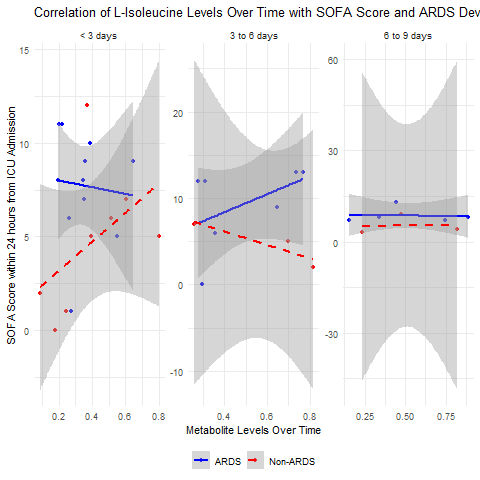 Correlation of L-Isoleucine Levels Over Time with SOFA Score and ARDS Dev
< 3 days
3 to 6 days
6 to 9 days
SOFA Score within 24 hours from ICU Admission
15
10
5
0
20
10
0
-10
60
30
0
-30
0.2 0.4 0.6 0.8
0.2 0.4 0.6 0.8
0.25 0.50 0.75
Metabolite Levels Over Time
ARDS
Non-ARDS